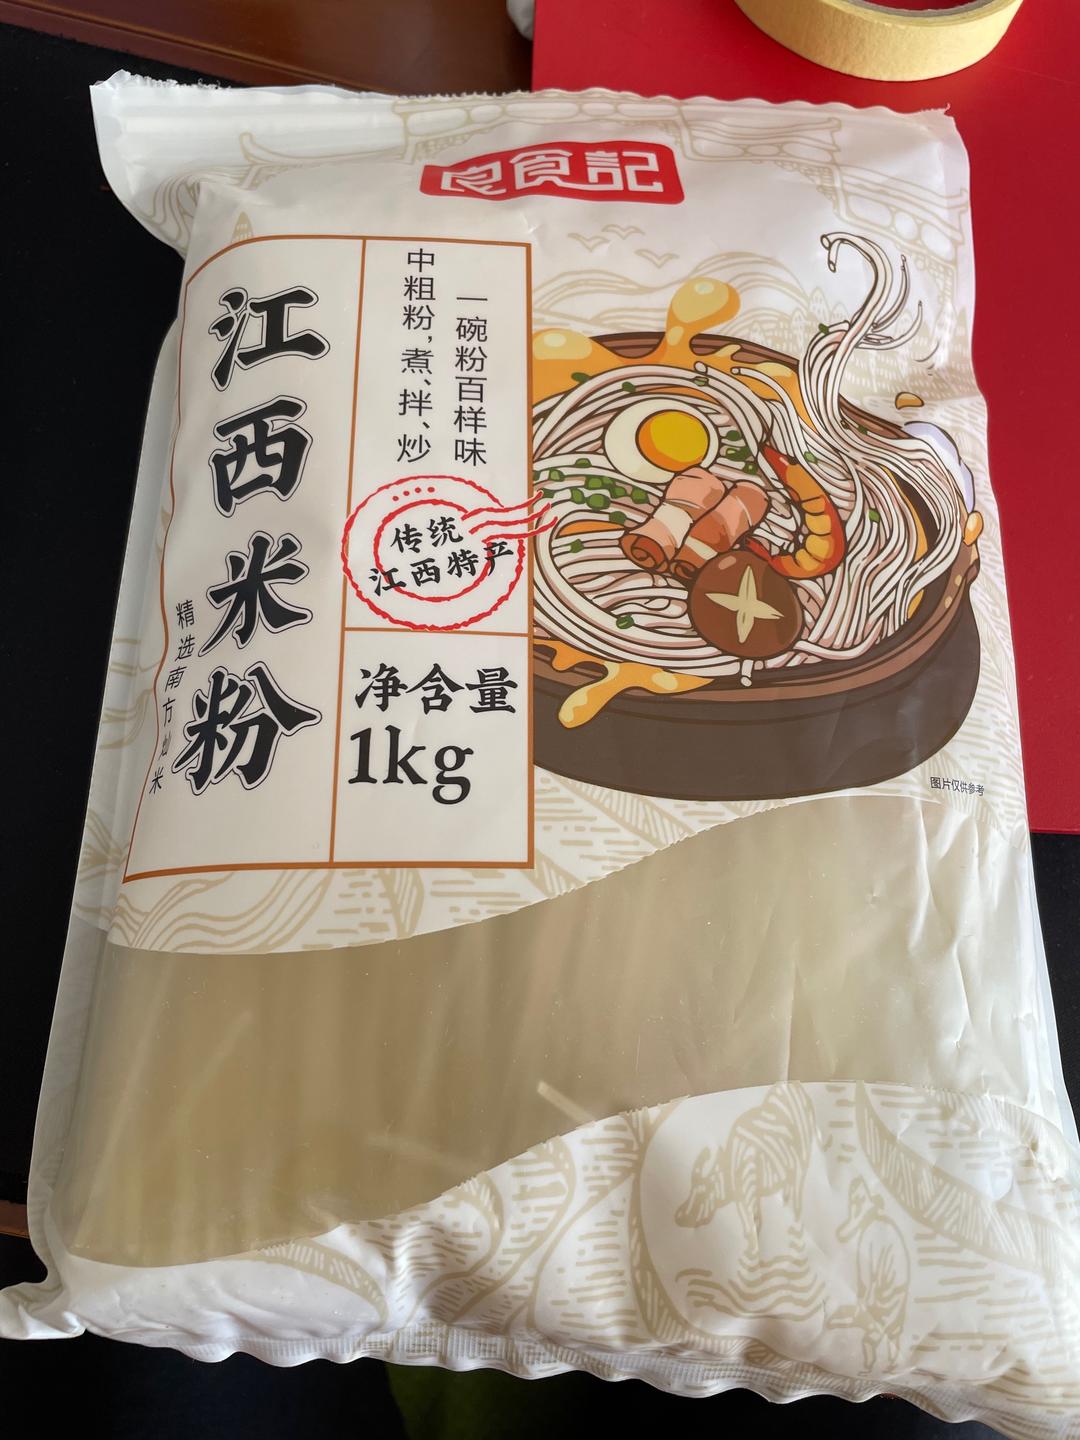 良食記
江西米粉
精选南方籼米
一碗粉百样味
中粗粉，煮、拌、炒
传统
江西特产
净含量
1kg
图片仅供参考